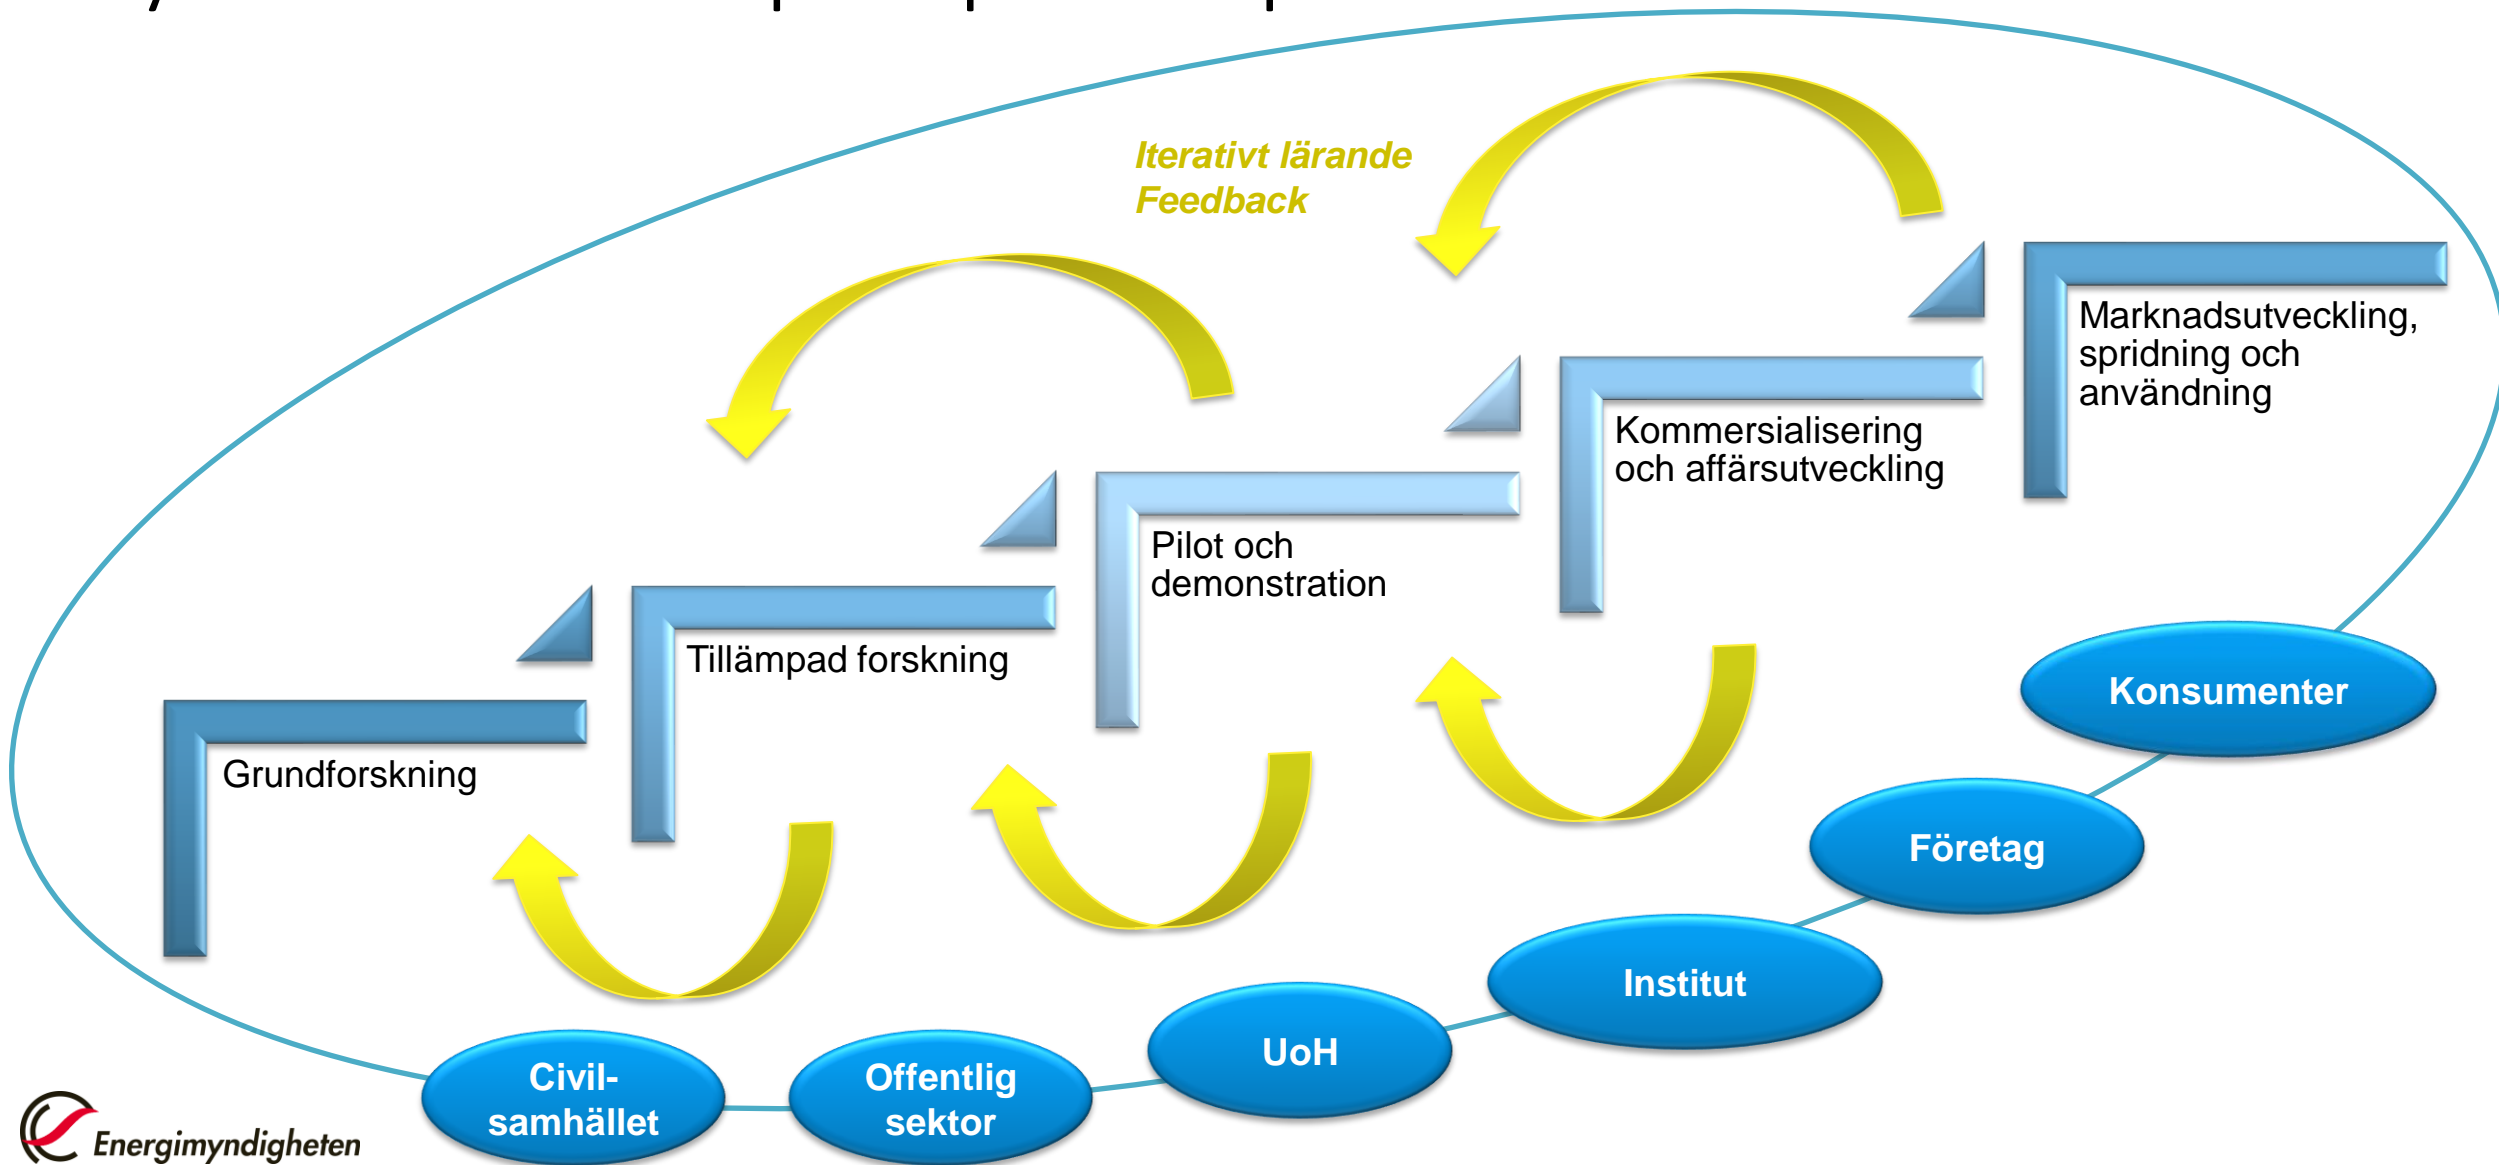 Iterativt lärande
Feedback
Marknadsutveckling,
spridning och
användning
Kommersialisering
och affärsutveckling
Pilot och
demonstration
Tillämpad forskning
Grundforskning
Konsumenter
Företag
Institut
UoH
Offentlig
sektor
Civil-
samhället
Energimyndigheten